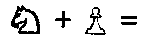 ♘ + ♙ =